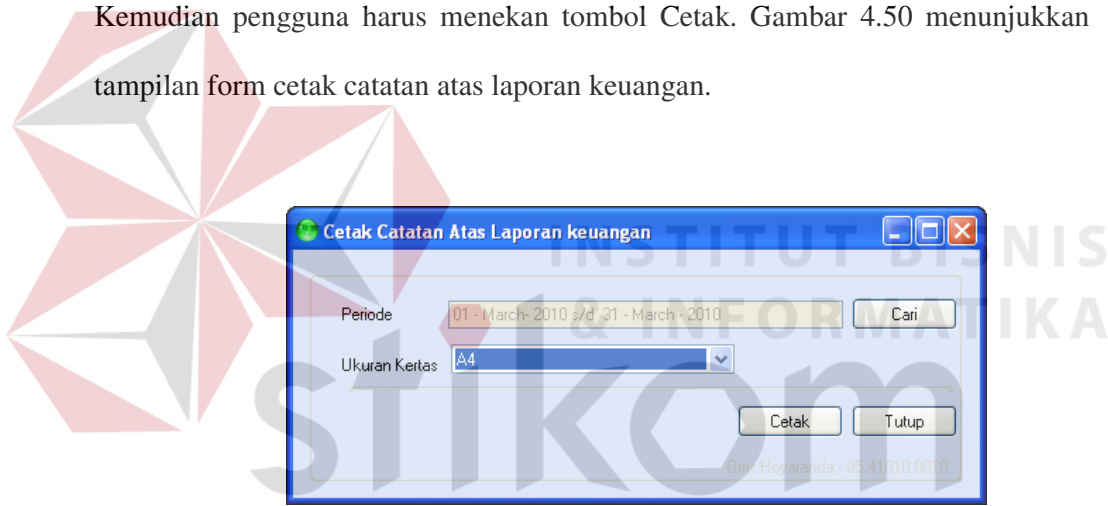 Kemudian pengguna harus menekan tombol Cetak. Gambar 4.50 menunjukkan
tampilan form cetak catatan atas laporan keuangan.
Cetak Catatan Atas Laporan keuangan
INSTITUT BISNIS
& INFORMATIKA
stikom
Periode 01 - March- 2010 s/d 31 - March - 2010 Cari
Ukuran Kertas A4
Cetak Tutup
Hoyaranda - 05.41010.0010